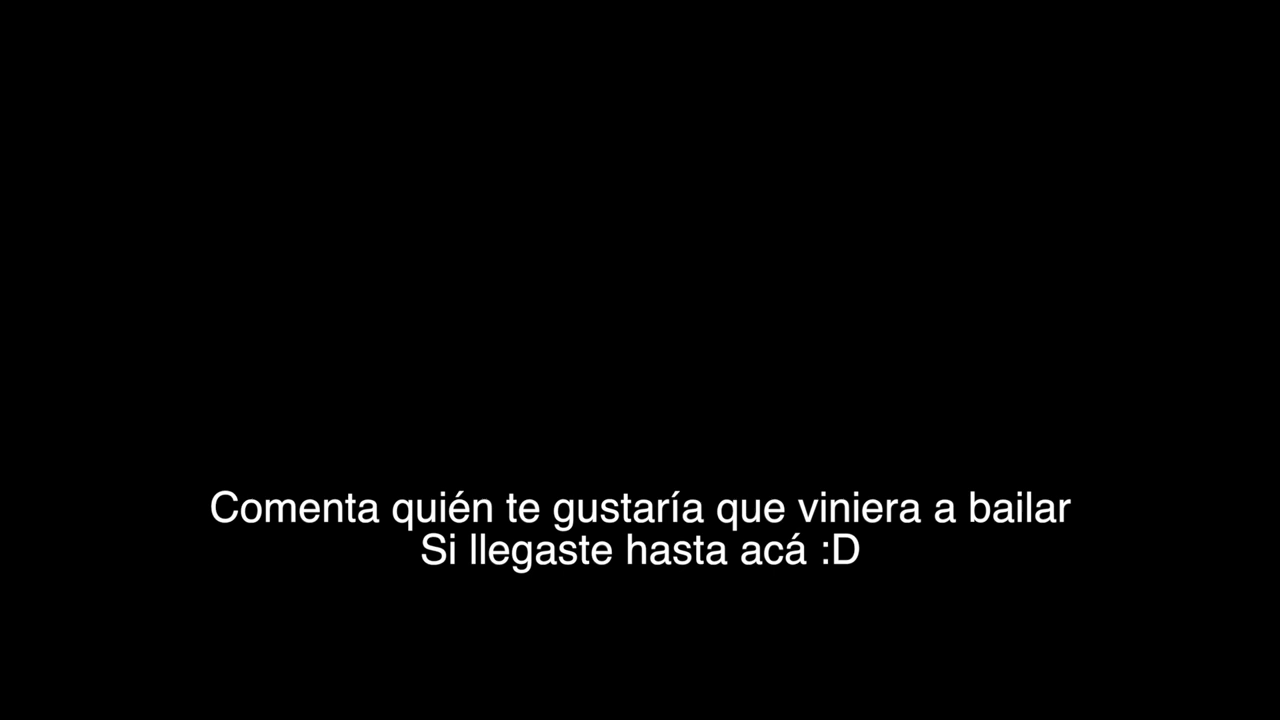 Comenta quién te gustaría que viniera a bailar
Si llegaste hasta acá :D